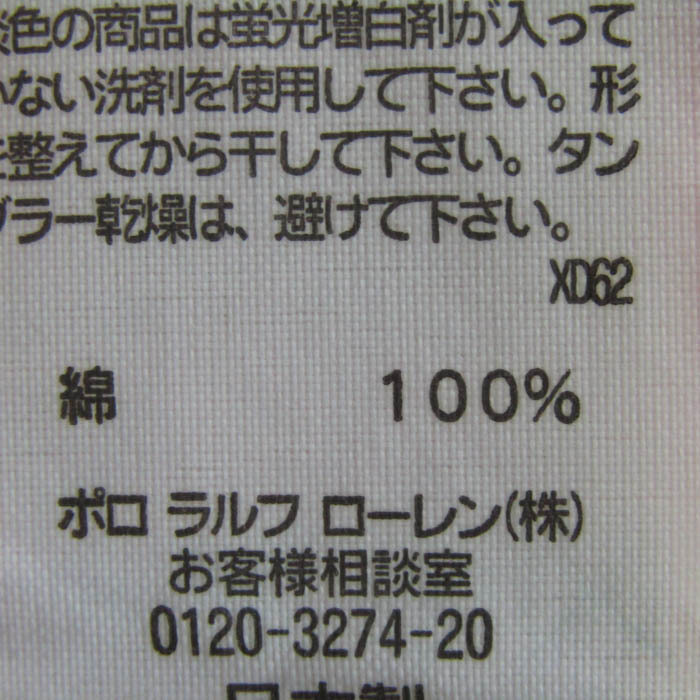 淡色の商品は蛍光増白剤が入って
いない洗剤を使用して下さい。形
を整えてから干して下さい。タン
ブラー乾燥は、避けて下さい。
XD62
綿 100%
ポロ ラルフ ローレン(株)
お客様相談室
0120-3274-20
日本製